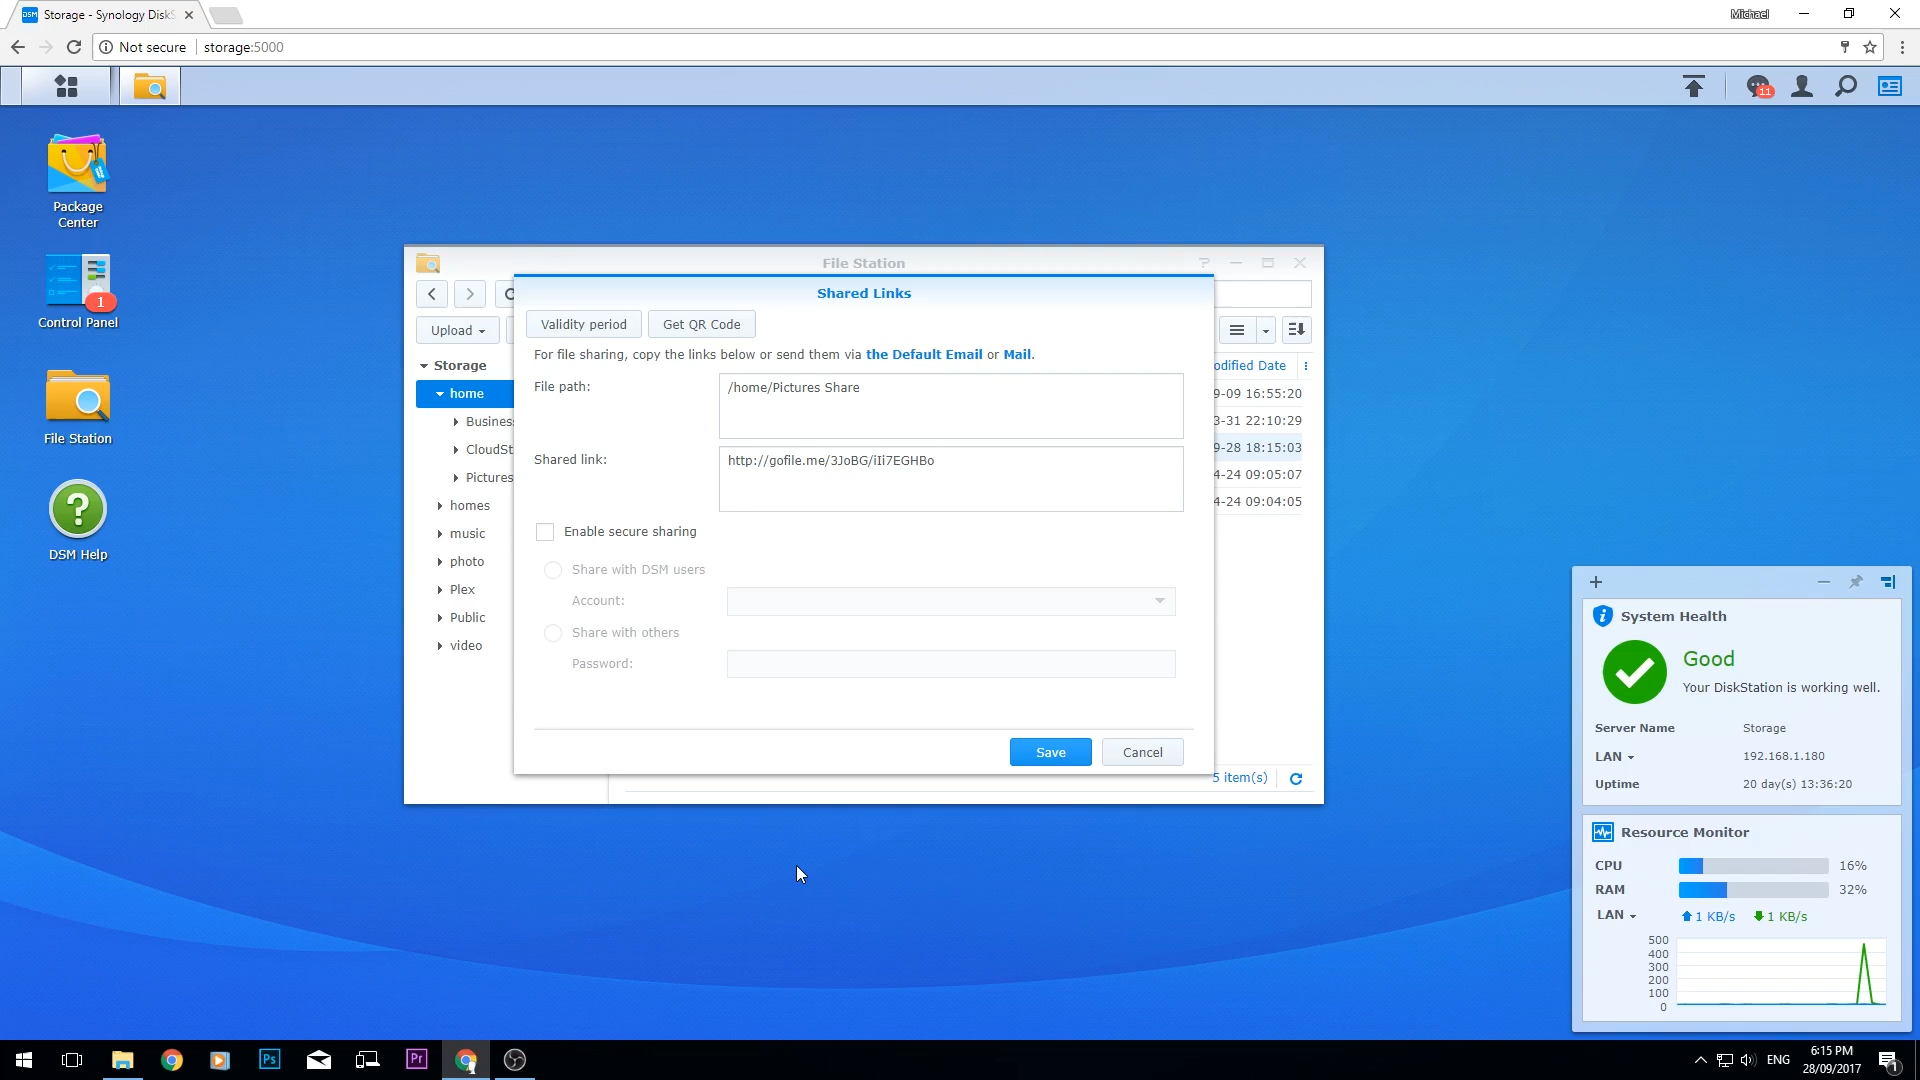 DSM Storage - Synology DiskS
Michael
Not secure storage:5000
11
Package
Center
1
Control Panel
File Station
?
DSM Help
File Station
Upload
Storage
home
Busines
CloudSt
Pictures
homes
music
photo
Plex
Public
video
Shared Links
Validity period Get QR Code
For file sharing, copy the links below or send them via the Default Email or Mail.
File path: /home/Pictures Share
Shared link: http://gofile.me/3JoBG/iIi7EGHBo
Enable secure sharing
Share with DSM users
Account:
Share with others
Password:
Save Cancel
odified Date
9-09 16:55:20
3-31 22:10:29
9-28 18:15:03
4-24 09:05:07
4-24 09:04:05
5 item(s)
System Health
Good
Your DiskStation is working well.
Server Name Storage
LAN 192.168.1.180
Uptime 20 day(s) 13:36:20
Resource Monitor
CPU 16%
RAM 32%
LAN 1 KB/s 1 KB/s
500
400
300
200
100
0
Ps Pr
ENG
6:15 PM
28/09/2017
1